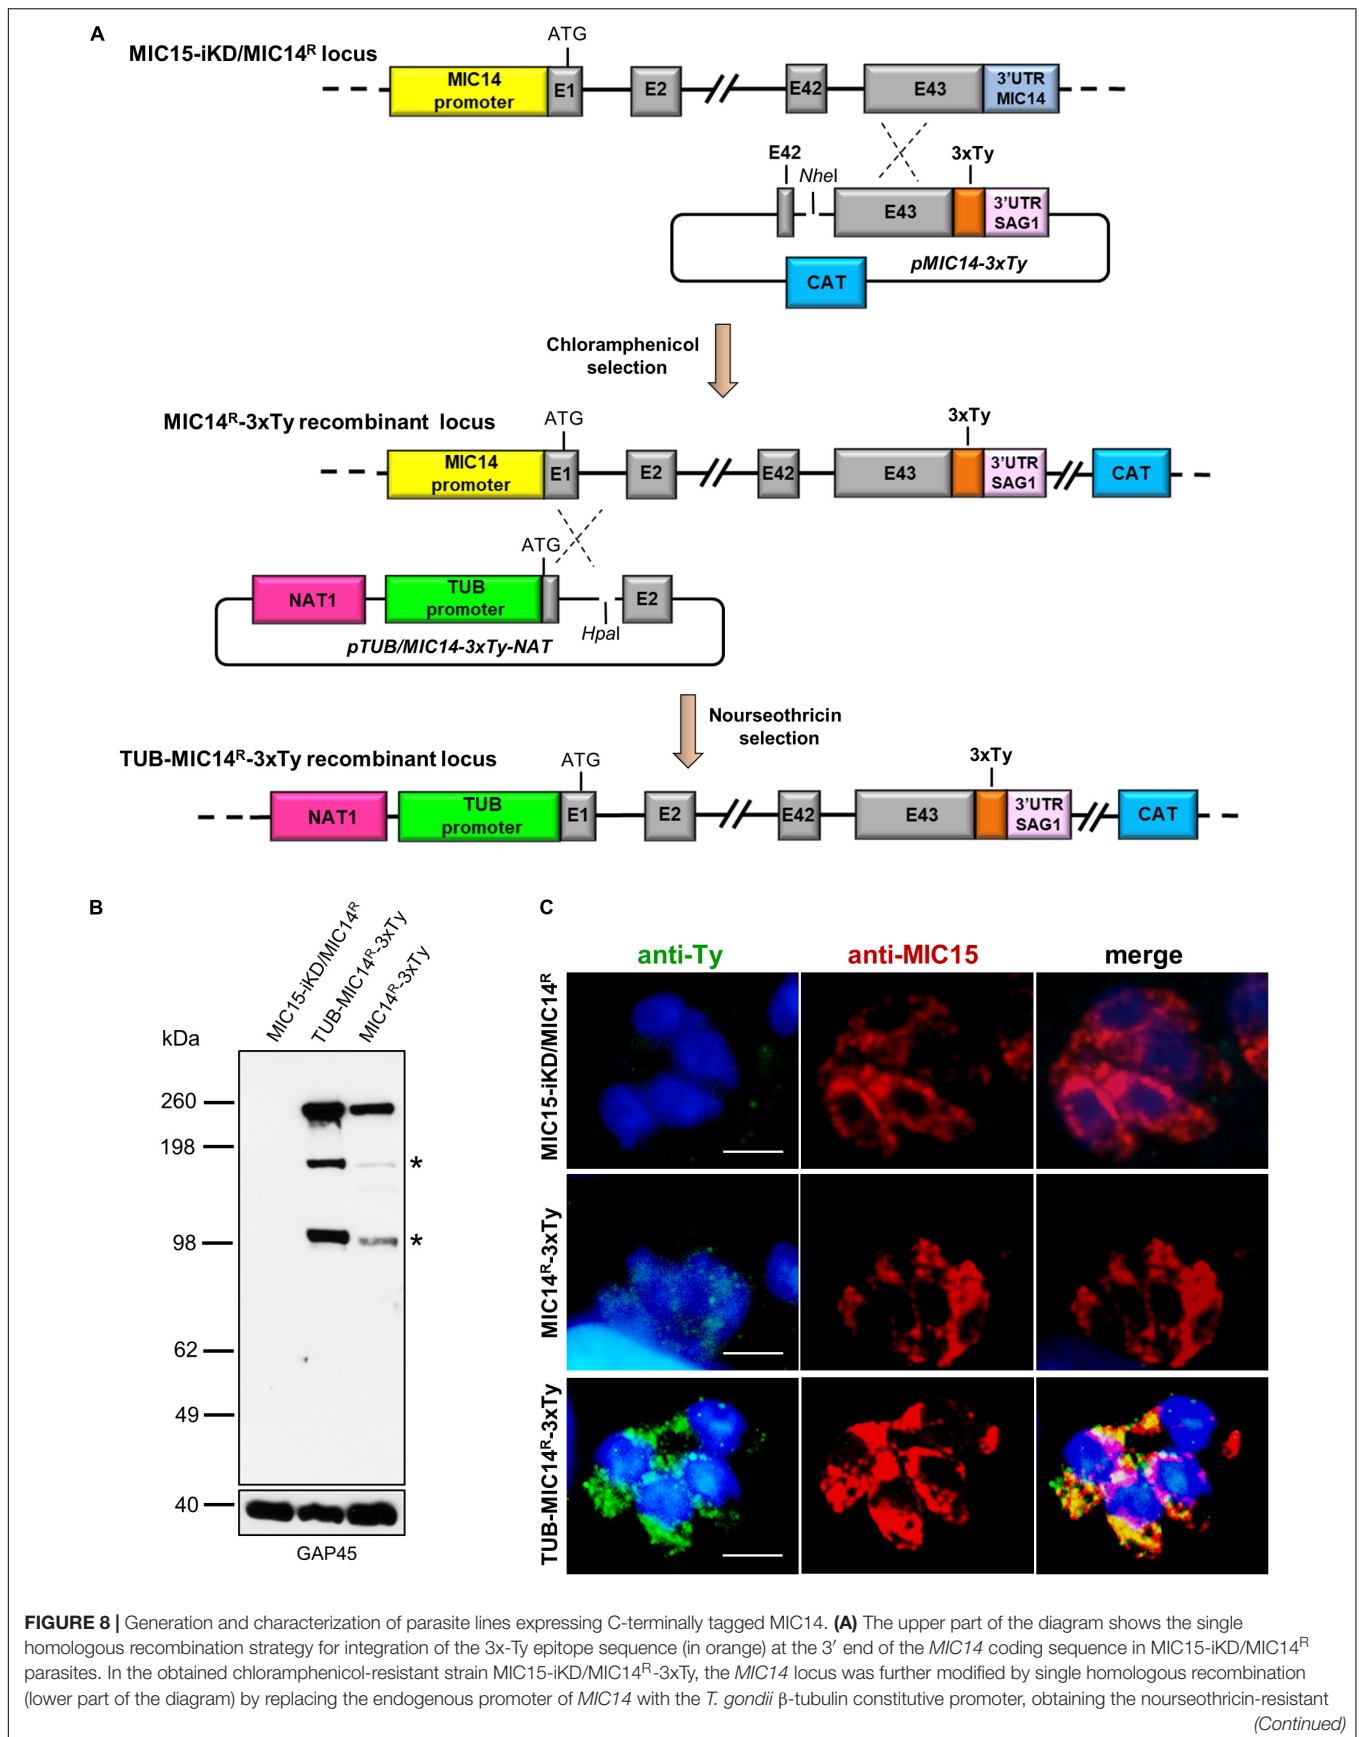 A
MIC15-iKD/MIC14R locus
ATG
MIC14 promoter
E1
E2
E42
E43
3'UTR MIC14
E42
NheI
3xTy
E43
3'UTR SAG1
pMIC14-3xTy
CAT
Chloramphenicol
selection
MIC14R-3xTy recombinant locus
ATG
3xTy
MIC14 promoter
E1
E2
E42
E43
3'UTR SAG1
CAT
ATG
NAT1
TUB promoter
E2
HpaI
pTUB/MIC14-3xTy-NAT
Nourseothricin
selection
TUB-MIC14R-3xTy recombinant locus
ATG
3xTy
NAT1
TUB promoter
E1
E2
E42
E43
3'UTR SAG1
CAT
B
MIC15-iKD/MIC14R
TUB-MIC14R-3xTy
MIC14R-3xTy
kDa
260
198
*
98
*
62
49
40
GAP45
C
anti-Ty
anti-MIC15
merge
MIC15-iKD/MIC14R
MIC14R-3xTy
TUB-MIC14R-3xTy
FIGURE 8 | Generation and characterization of parasite lines expressing C-terminally tagged MIC14. (A) The upper part of the diagram shows the single
homologous recombination strategy for integration of the 3x-Ty epitope sequence (in orange) at the 3′ end of the MIC14 coding sequence in MIC15-iKD/MIC14R
parasites. In the obtained chloramphenicol-resistant strain MIC15-iKD/MIC14R-3xTy, the MIC14 locus was further modified by single homologous recombination
(lower part of the diagram) by replacing the endogenous promoter of MIC14 with the T. gondii β-tubulin constitutive promoter, obtaining the nourseothricin-resistant
(Continued)